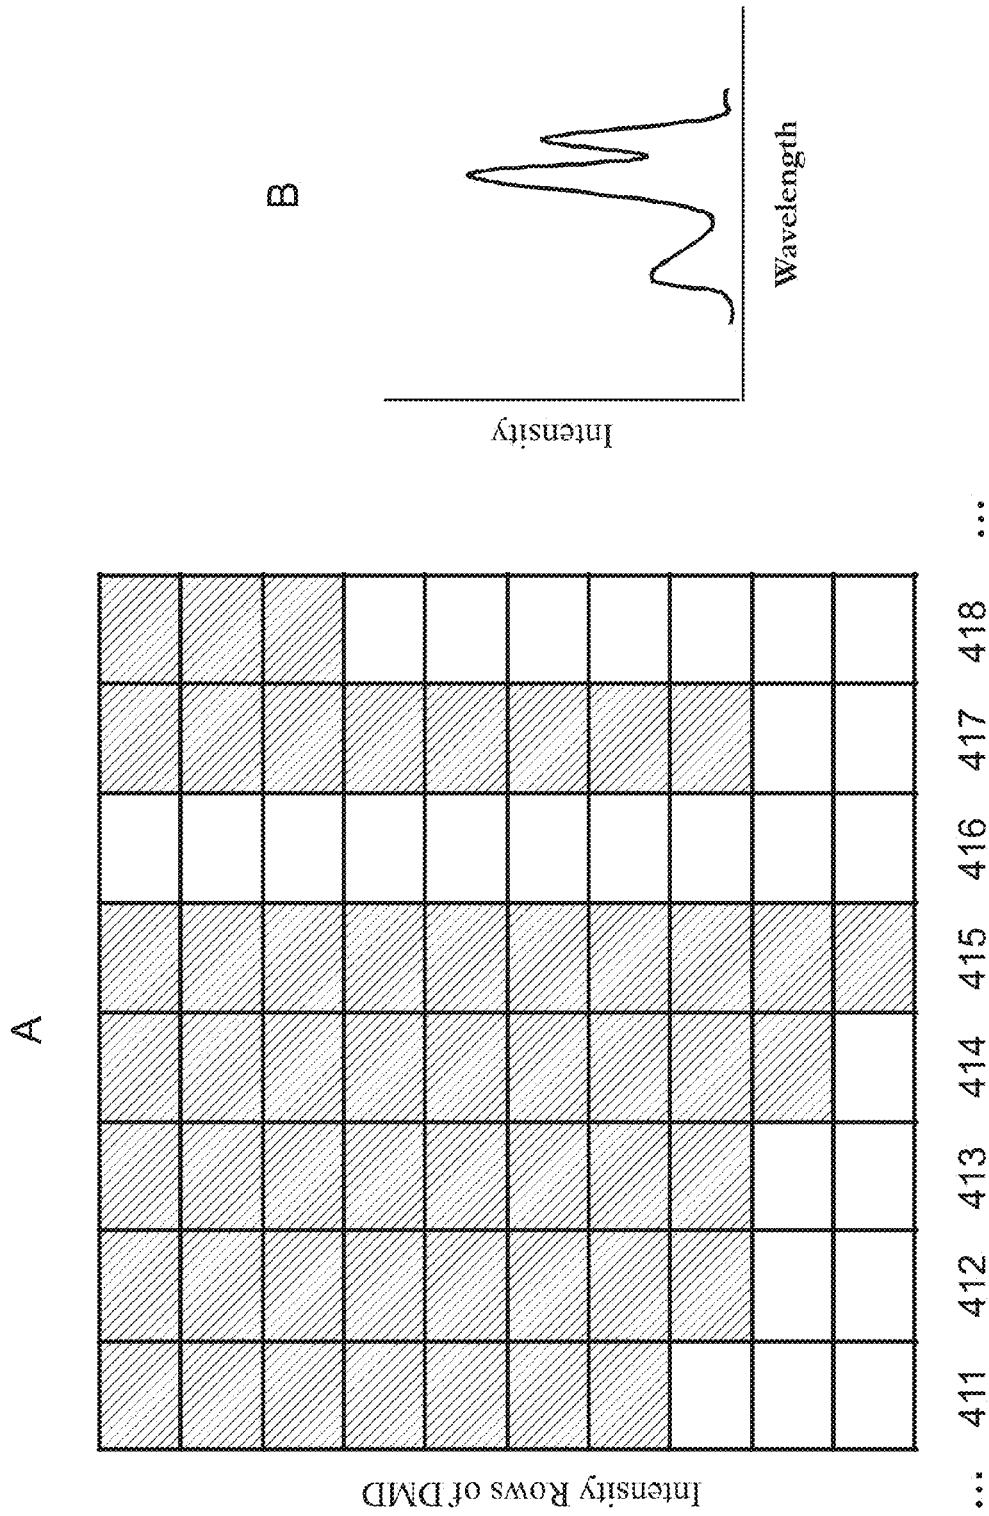 A
Intensity Rows of DMD
... 411 412 413 414 415 416 417 418 ...
B
Intensity
Wavelength